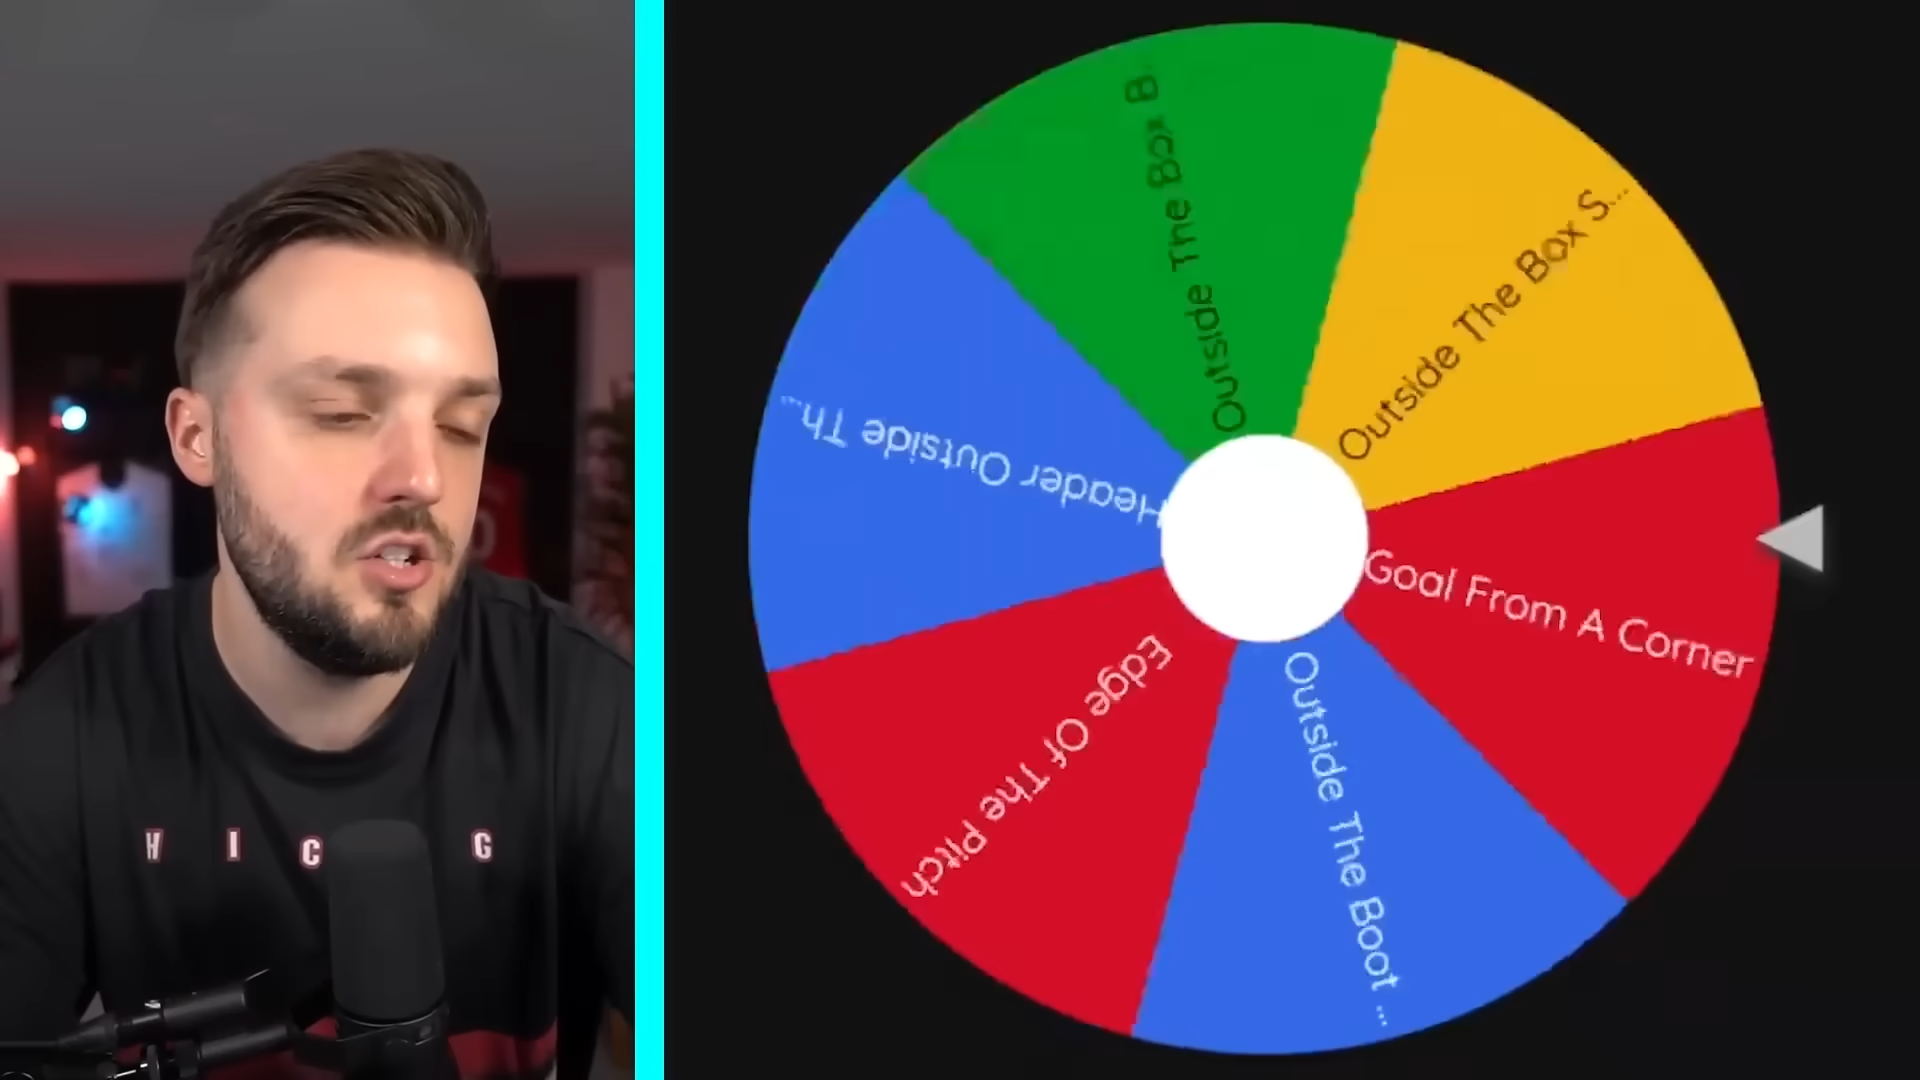 Outside The Box B
Outside The Box S...
Goal From A Corner
Outside The Boot ...
Edge Of The Pitch
Header Outside Th...
H I C G